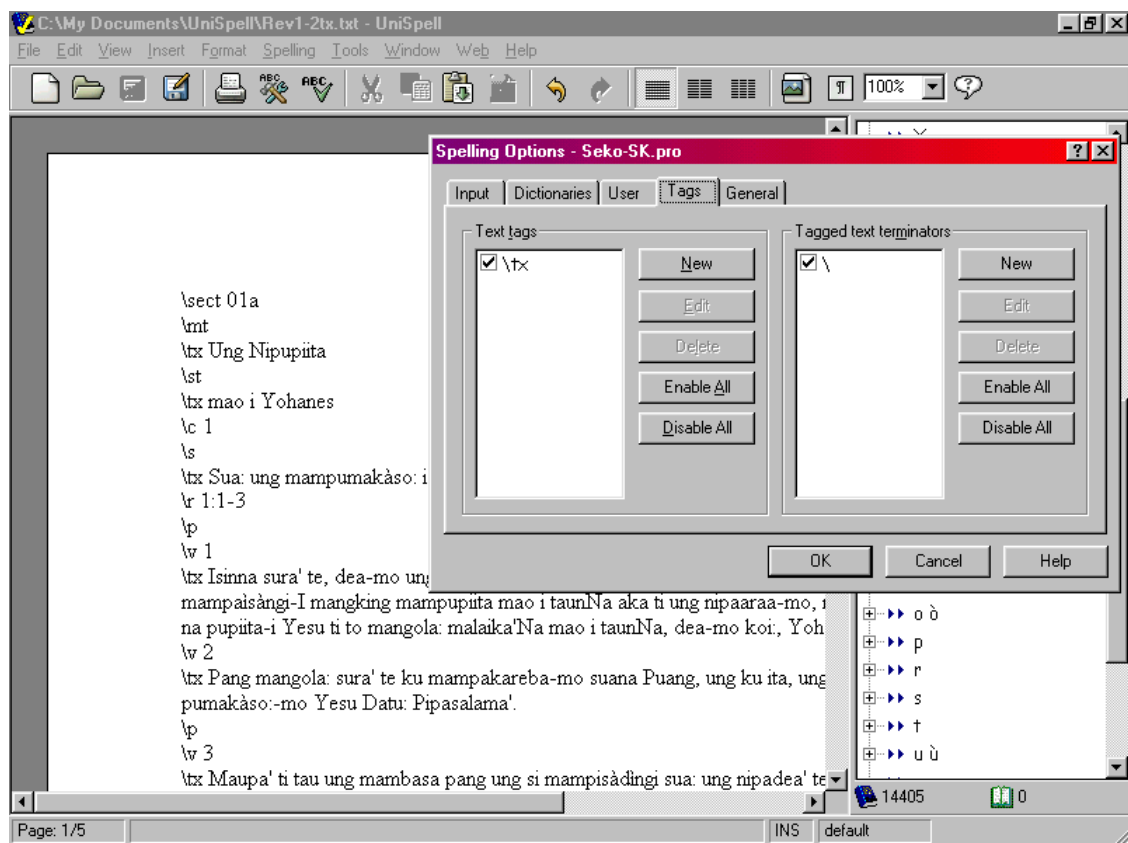 C:\My Documents\UniSpell\Rev1-2tx.txt - UniSpell
File Edit View Insert Format Spelling Tools Window Web Help
100%
Spelling Options - Seko-SK.pro
Input Dictionaries User Tags General
Text tags
\tx
New
Edit
Delete
Enable All
Disable All
Tagged text terminators
\
New
Edit
Delete
Enable All
Disable All
OK Cancel Help
\sect 01a
\mt
\tx Ung Nipupiita
\st
\tx mao i Yohanes
\c 1
\s
\tx Sua: ung mampumakàso: i
\r 1:1-3
\p
\v 1
\tx Isinna sura' te, dea-mo ung
mampaìsàngi-I mangking mampupiita mao i taunNa aka ti ung nipaaraa-mo,
na pupiita-i Yesu ti to mangola: malaika'Na mao i taunNa, dea-mo koi:, Yoh
\v 2
\tx Pang mangola: sura' te ku mampakareba-mo suana Puang, ung ku ita, ung
pumakàso:-mo Yesu Datu: Pipasalama'.
\p
\v 3
\tx Maupa' ti tau ung mambasa pang ung si mampisàdìngi sua: ung nipadea' te
o ò
p
r
s
t
u ù
14405 0
Page: 1/5 INS default